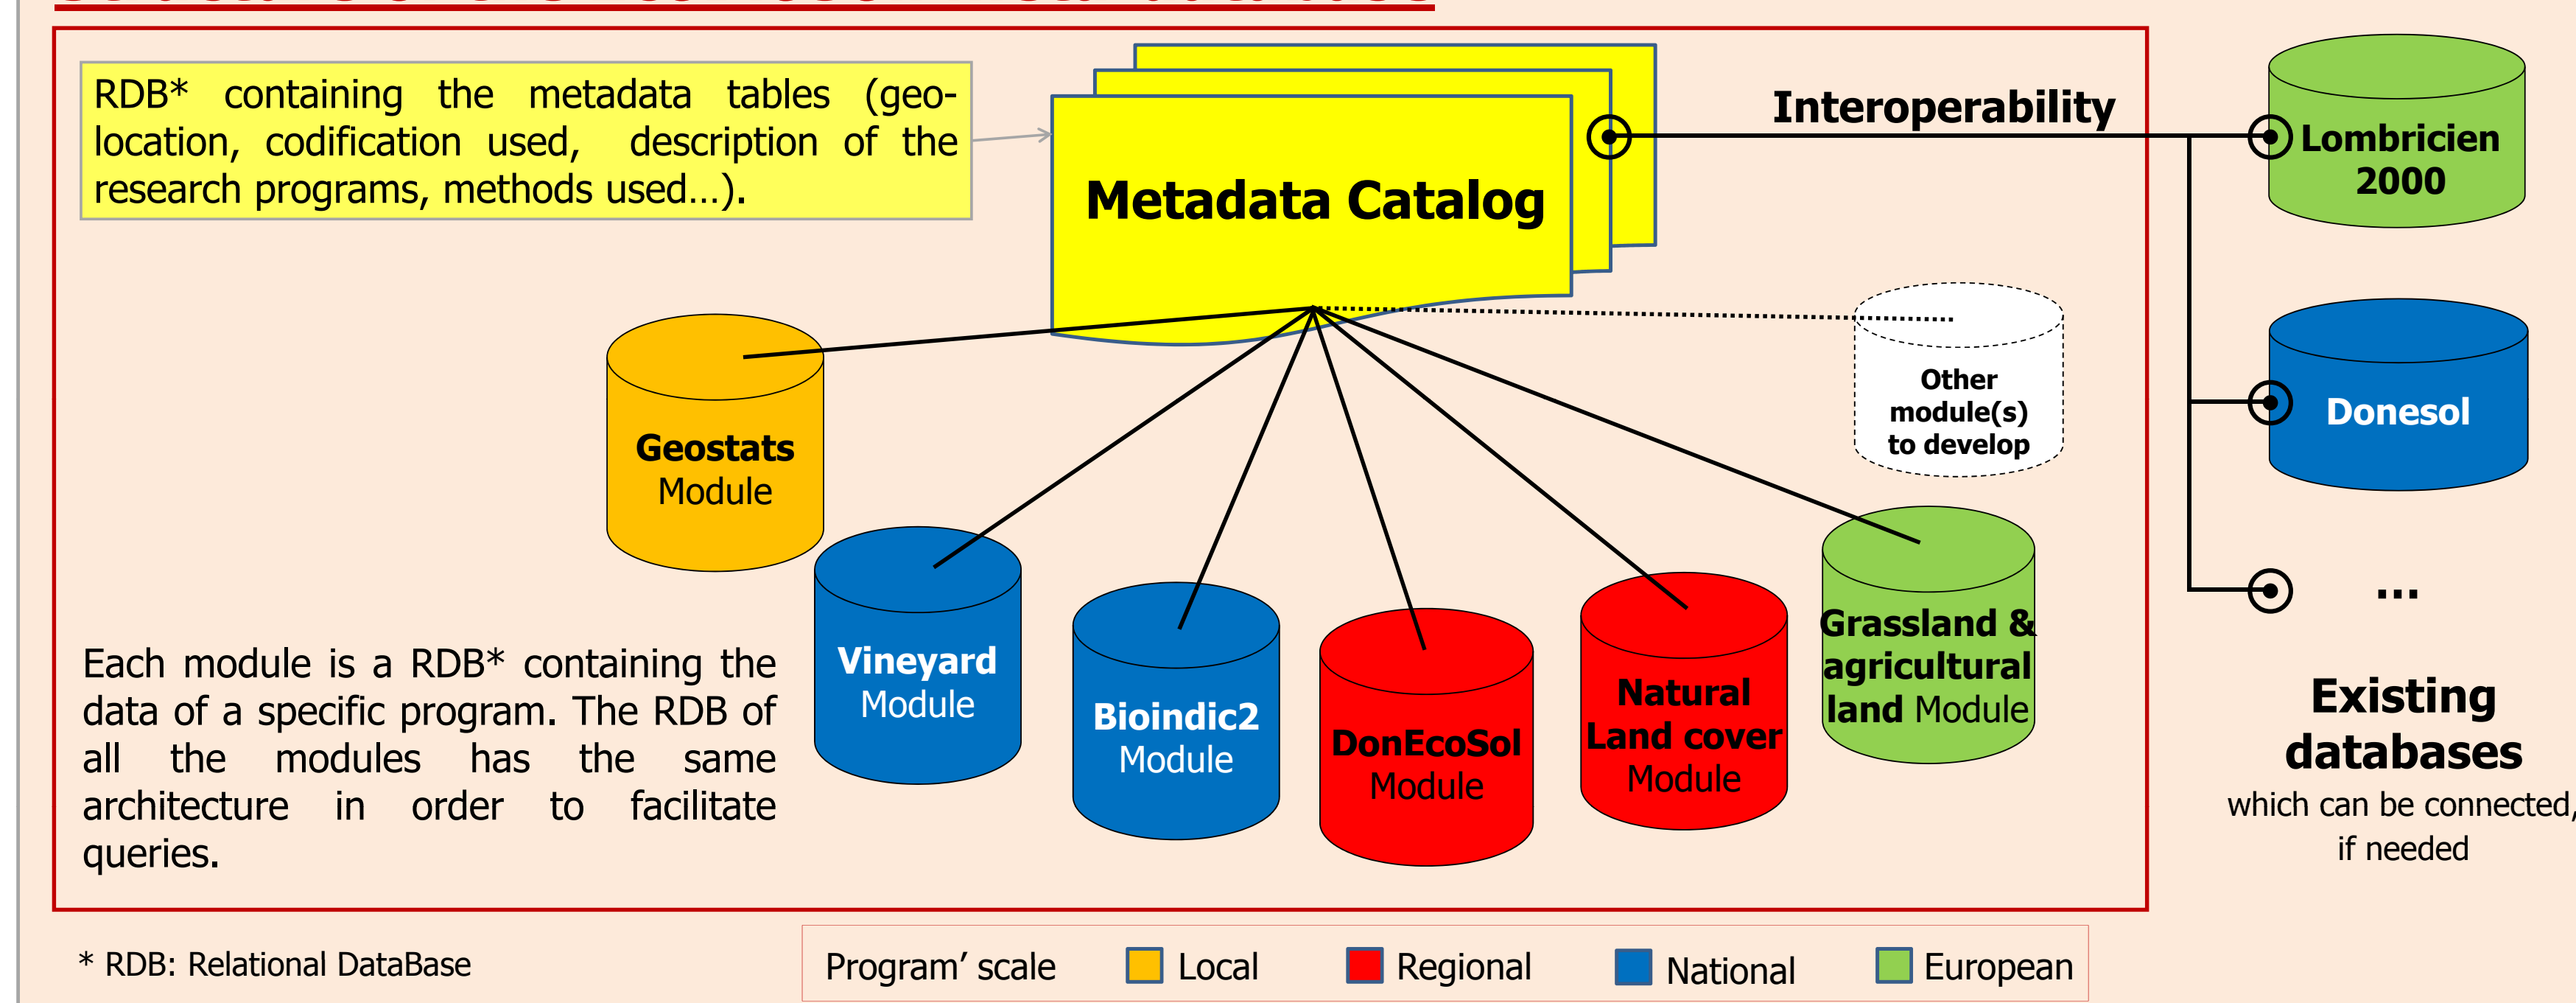 RDB* containing the metadata tables (geo-
location, codification used, description of the
research programs, methods used...).
Metadata Catalog
Interoperability
Lombricien
2000
Other
module(s)
to develop
Donesol
Geostats
Module
Vineyard
Module
Bioindic2
Module
DonEcoSol
Module
Natural
Land cover
Module
Grassland &
agricultural
land Module
...
Existing
databases
which can be connected,
if needed
Each module is a RDB* containing the
data of a specific program. The RDB of
all the modules has the same
architecture in order to facilitate
queries.
* RDB: Relational DataBase
Program’ scale
Local
Regional
National
European